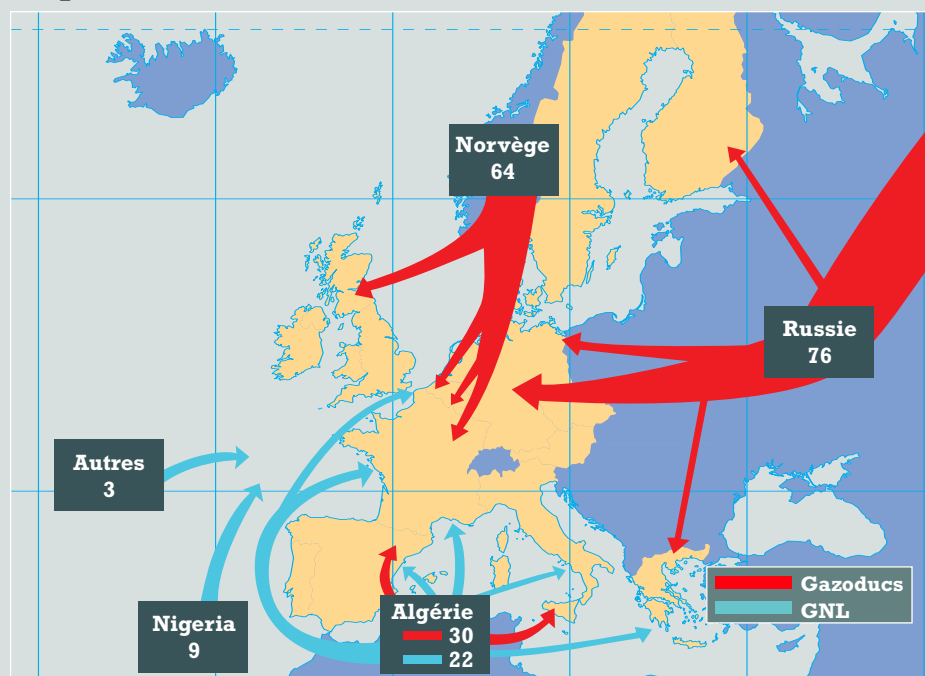 Norvège
64
Russie
76
Autres
3
Nigeria
9
Algérie
30
22
Gazoducs
GNL